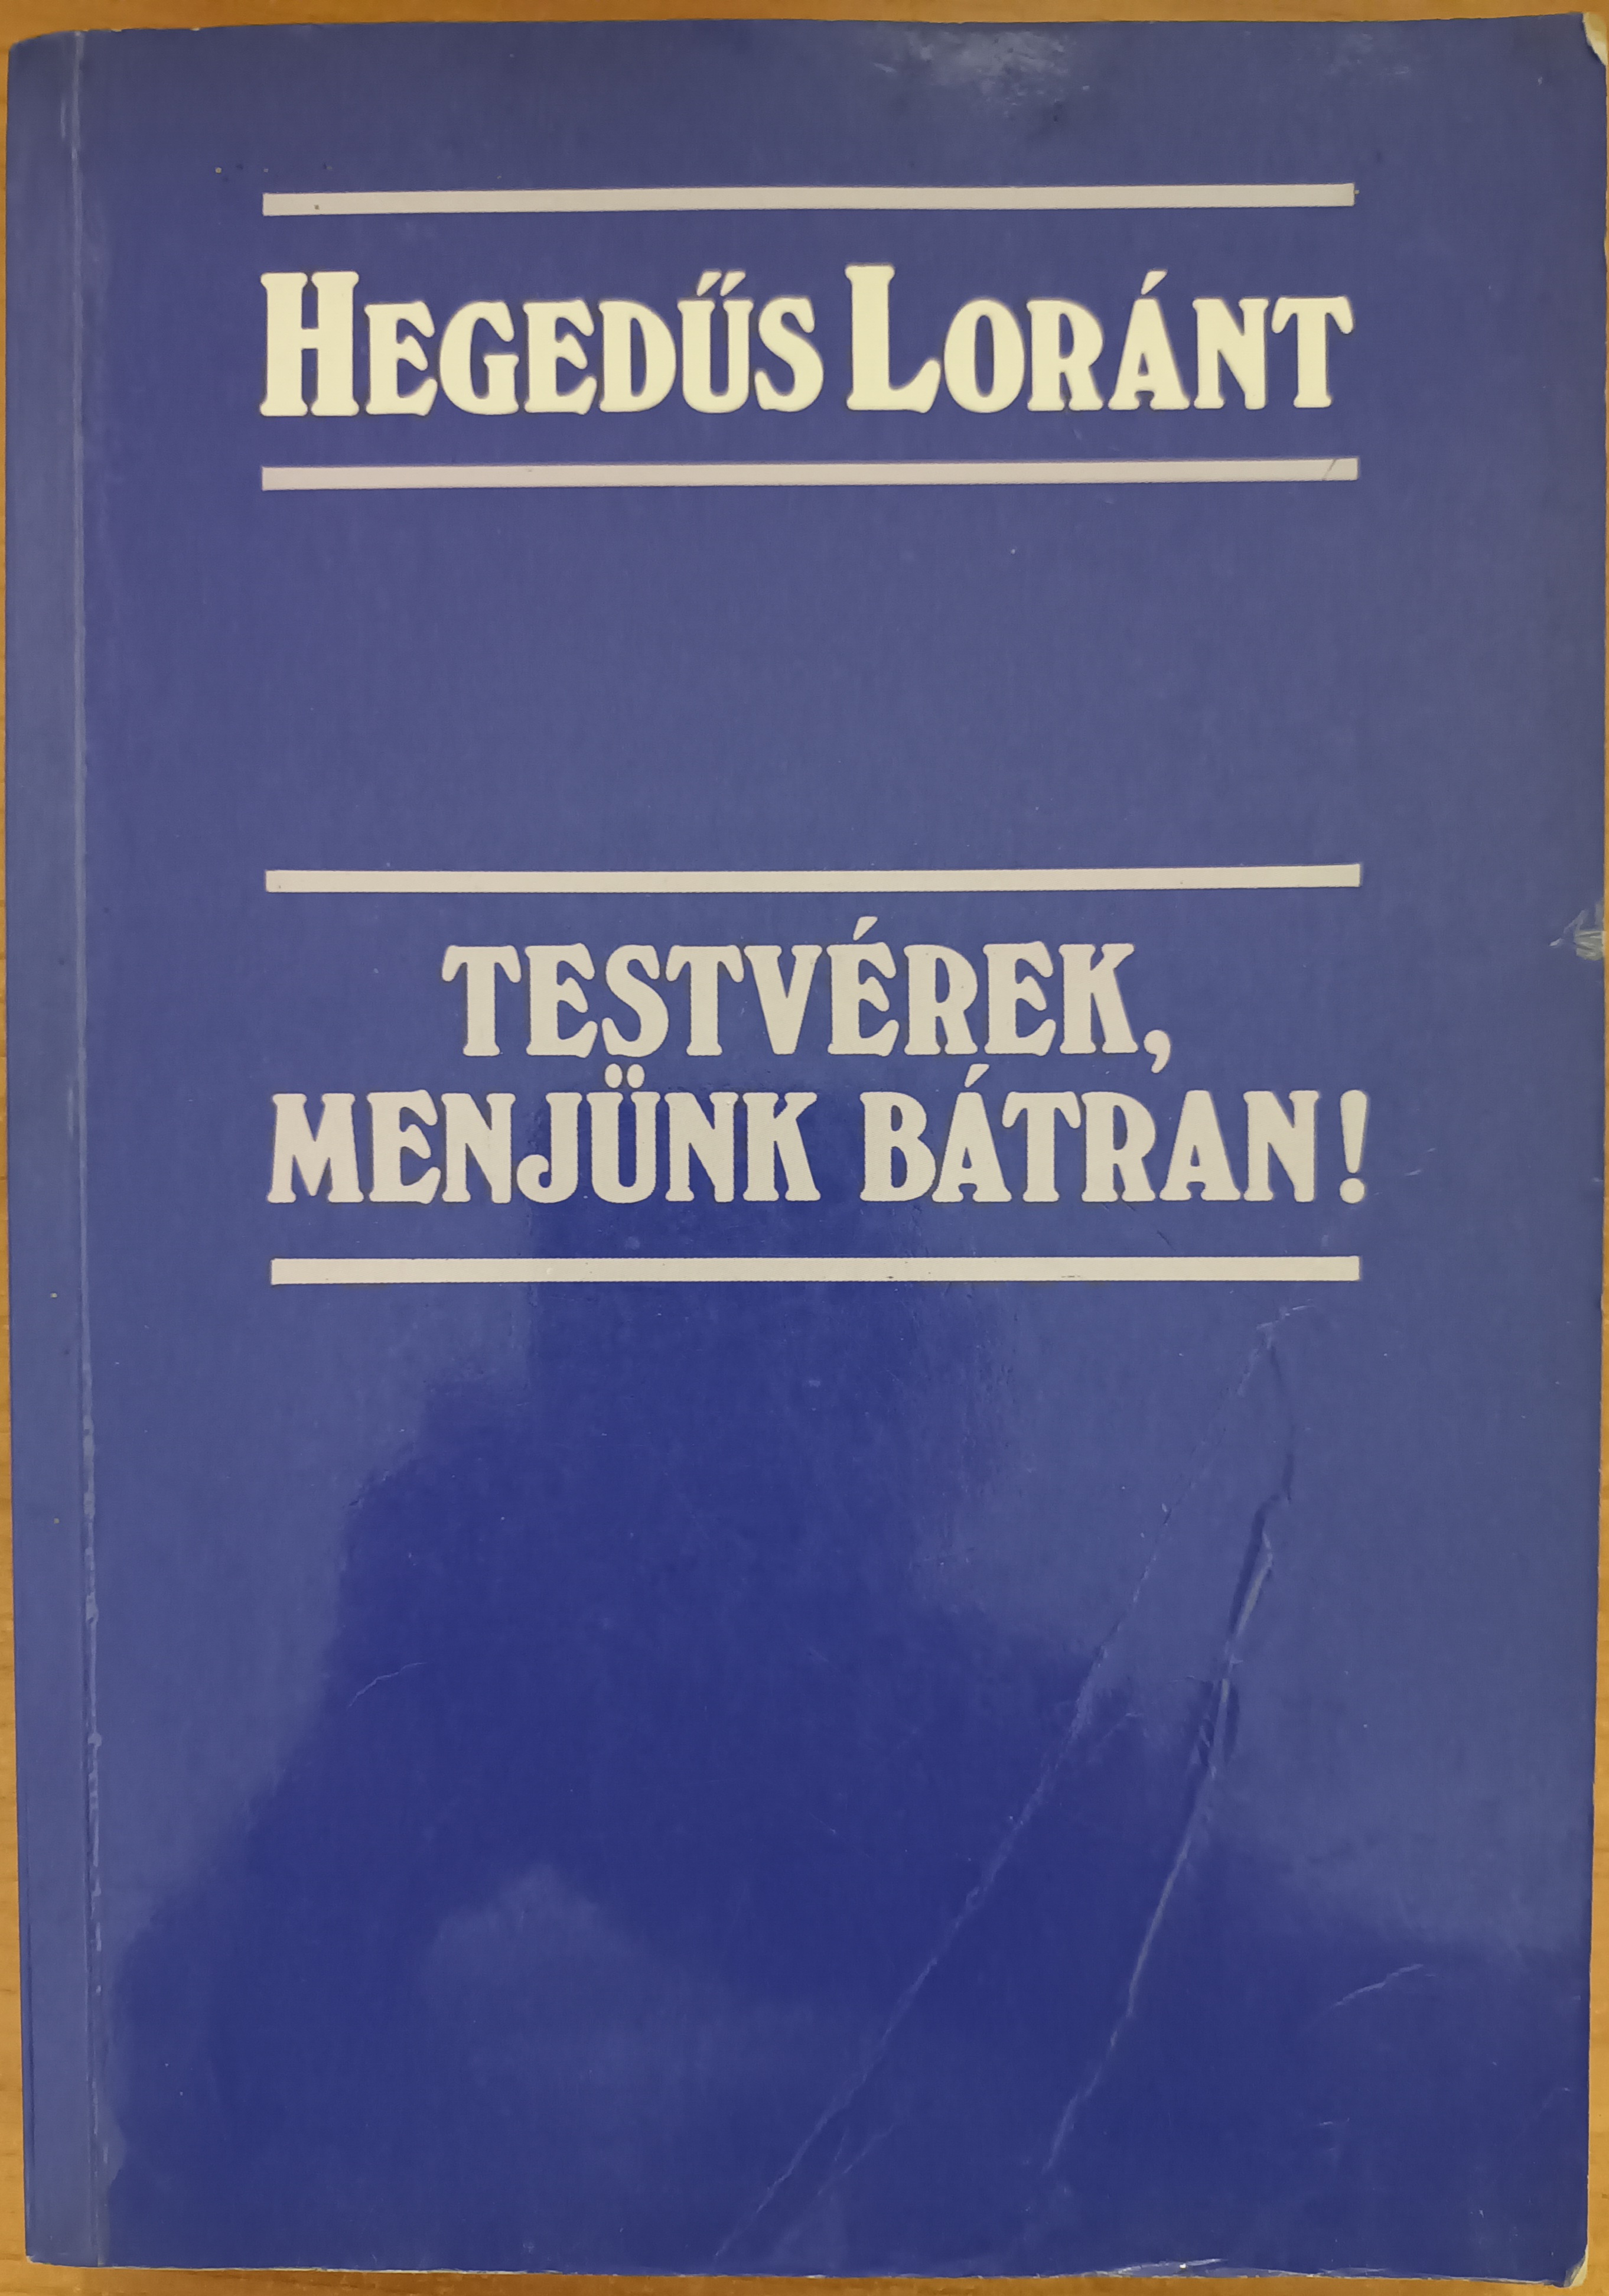 HEGEDŰS LORÁNT
TESTVÉREK,
MENJÜNK BÁTRAN!